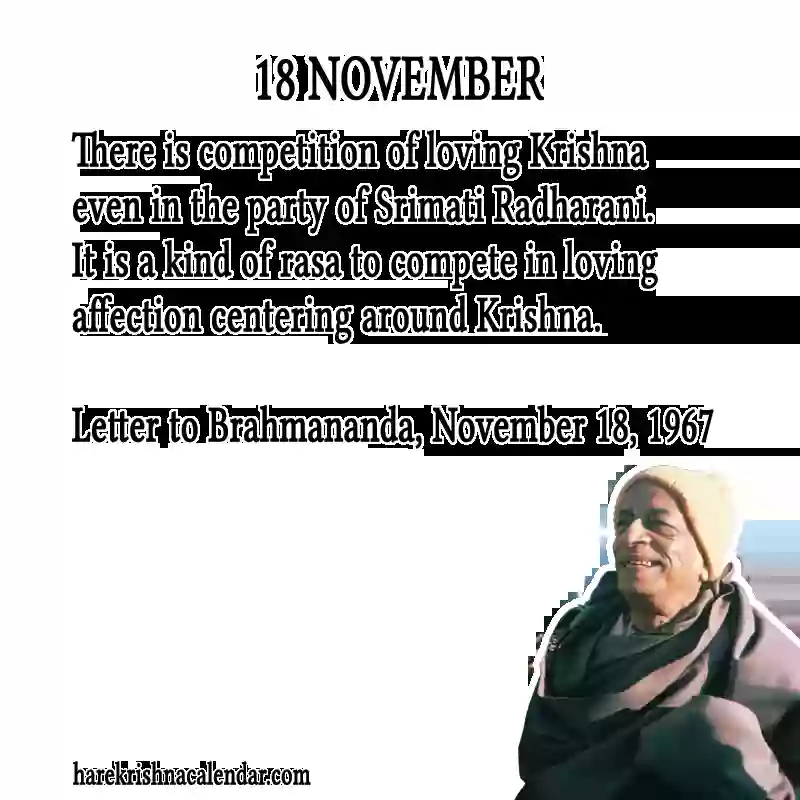 18 NOVEMBER
There is competition of loving Krishna
even in the party of Srimati Radharani.
It is a kind of rasa to compete in loving
affection centering around Krishna.
Letter to Brahmananda, November 18, 1967
harekrishnacalendar.com